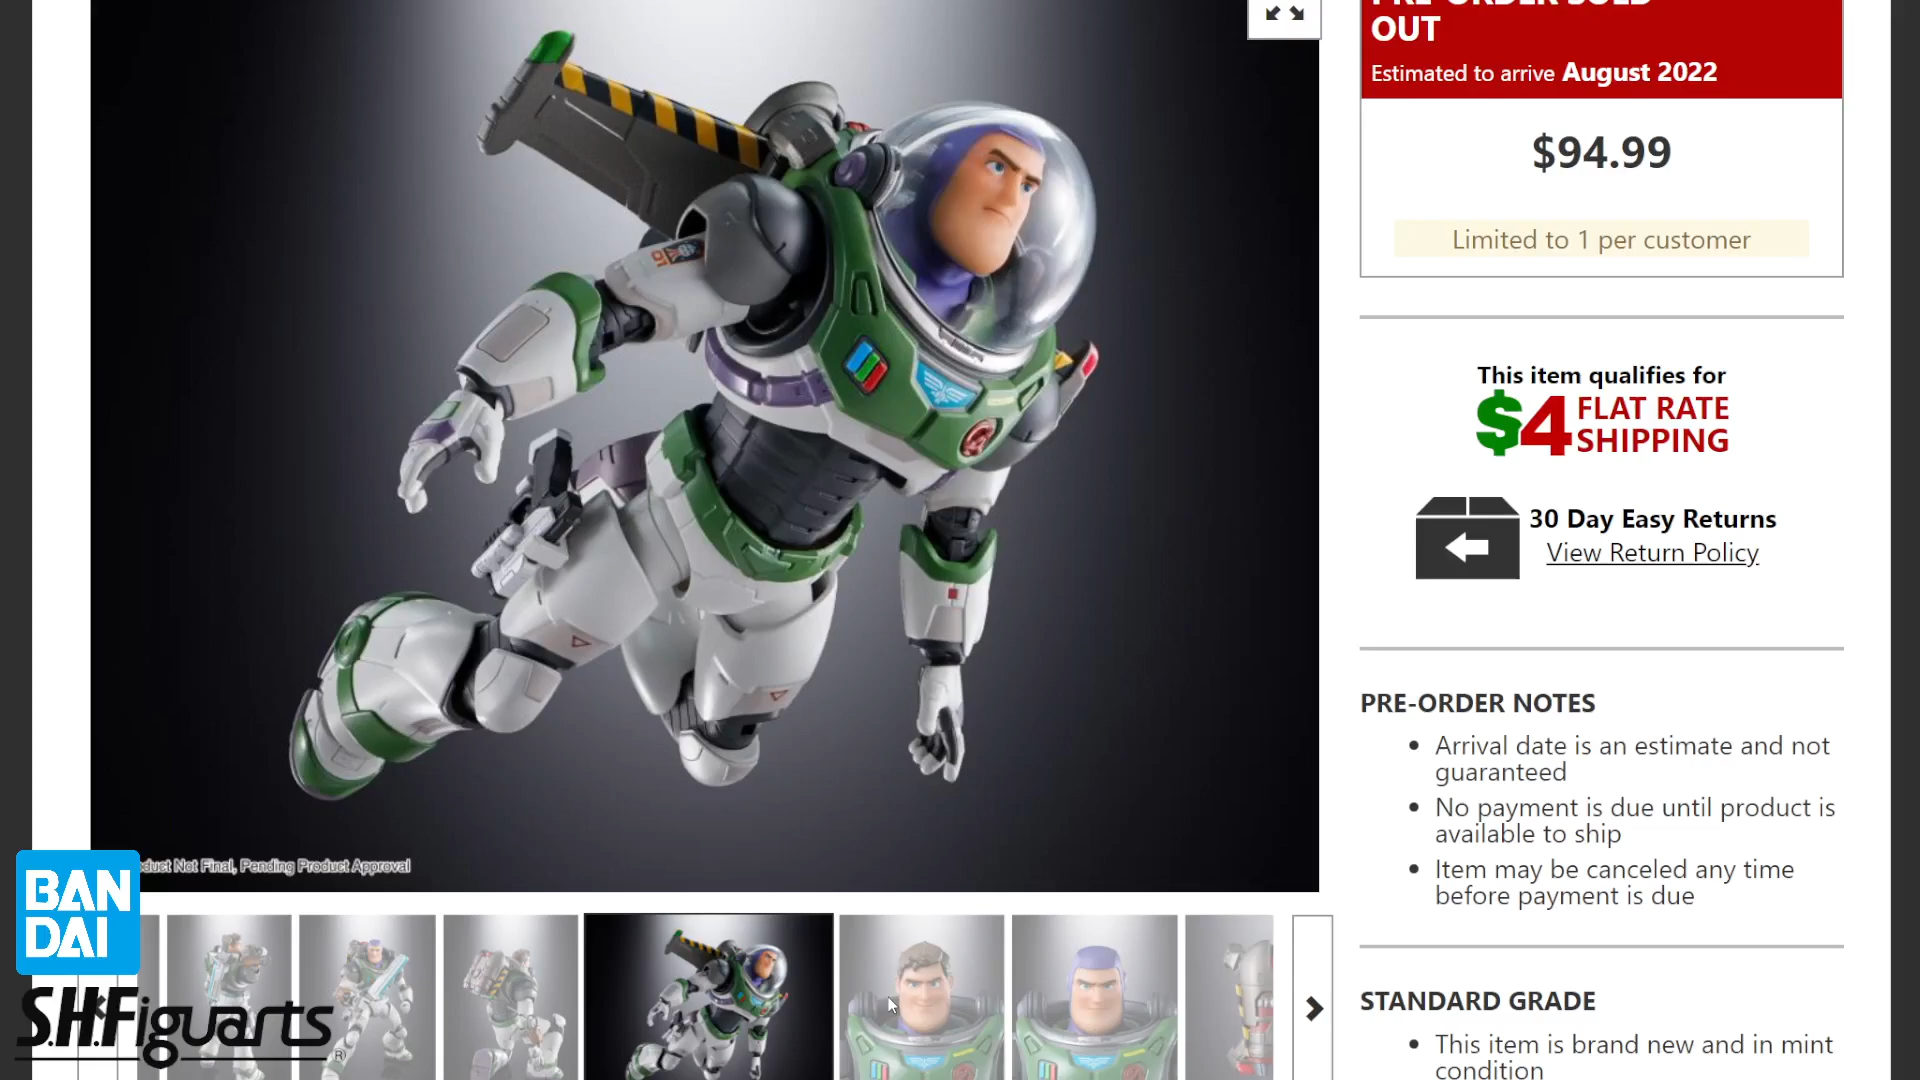 PRE-ORDER SOLD
OUT
Estimated to arrive August 2022
$94.99
Limited to 1 per customer
This item qualifies for
$4 FLAT RATE
SHIPPING
30 Day Easy Returns
View Return Policy
PRE-ORDER NOTES
• Arrival date is an estimate and not
guaranteed
• No payment is due until product is
available to ship
• Item may be canceled any time
before payment is due
STANDARD GRADE
• This item is brand new and in mint
condition
Not Final, Pending Product Approval
BAN
DAI
S.H.Figuarts
®